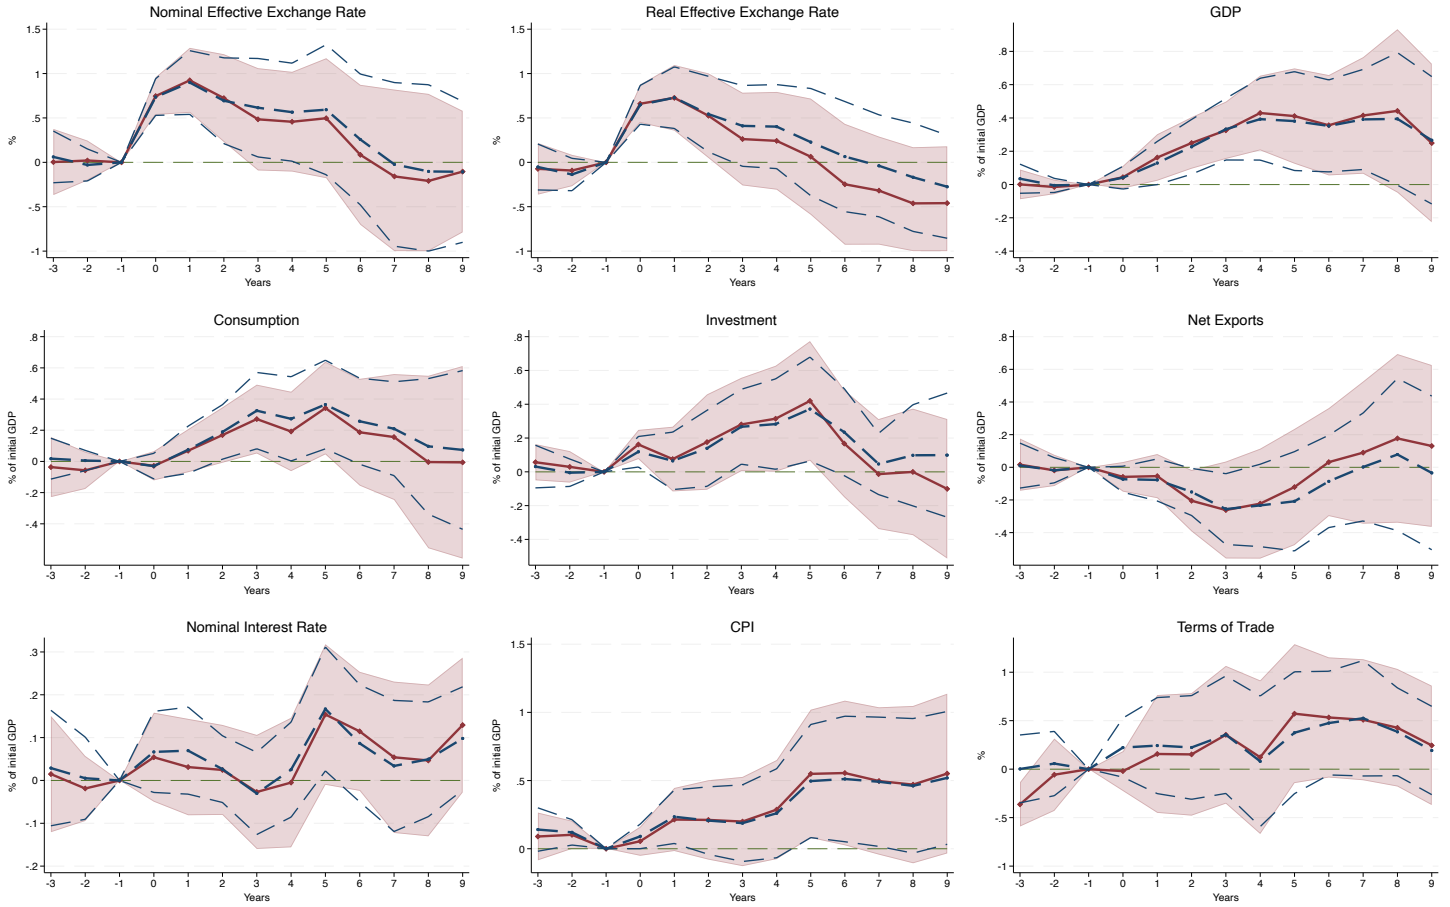 Nominal Effective Exchange Rate
1.5
1
.5
0
-.5
-1
%
-3 -2 -1 0 1 2 3 4 5 6 7 8 9
Years
Real Effective Exchange Rate
1.5
1
.5
0
-.5
-1
%
-3 -2 -1 0 1 2 3 4 5 6 7 8 9
Years
GDP
.8
.6
.4
.2
0
-.2
-.4
% of initial GDP
-3 -2 -1 0 1 2 3 4 5 6 7 8 9
Years
Consumption
.8
.6
.4
.2
0
-.2
-.4
% of initial GDP
-3 -2 -1 0 1 2 3 4 5 6 7 8 9
Years
Investment
.8
.6
.4
.2
0
-.2
-.4
% of initial GDP
-3 -2 -1 0 1 2 3 4 5 6 7 8 9
Years
Net Exports
.8
.6
.4
.2
0
-.2
-.4
% of initial GDP
-3 -2 -1 0 1 2 3 4 5 6 7 8 9
Years
Nominal Interest Rate
.3
.2
.1
0
-.1
-.2
% of initial GDP
-3 -2 -1 0 1 2 3 4 5 6 7 8 9
Years
CPI
1.5
1
.5
0
% of initial GDP
-3 -2 -1 0 1 2 3 4 5 6 7 8 9
Years
Terms of Trade
1
.5
0
-.5
-1
%
-3 -2 -1 0 1 2 3 4 5 6 7 8 9
Years